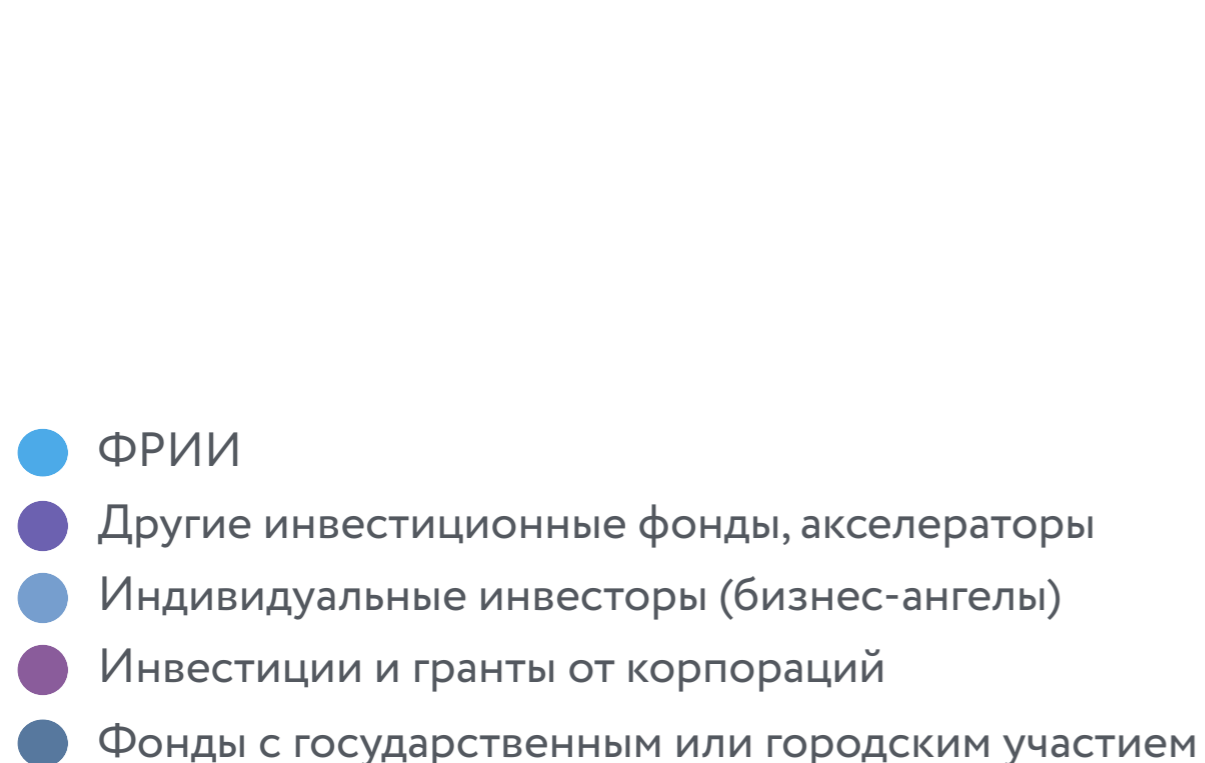 ФРИИ
Другие инвестиционные фонды, акселераторы
Индивидуальные инвесторы (бизнес-ангелы)
Инвестиции и гранты от корпораций
Фонды с государственным или городским участием